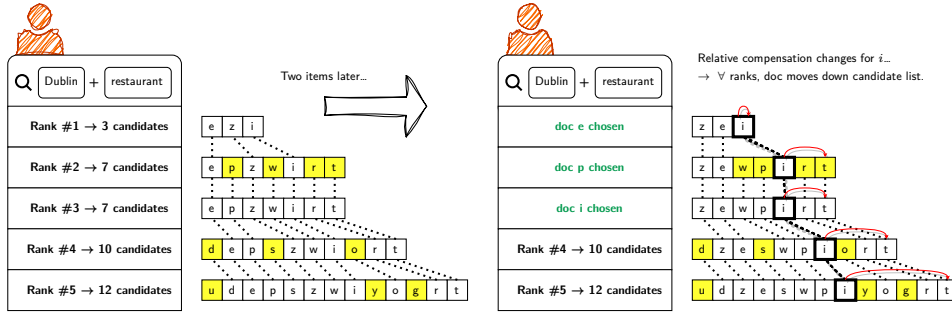 Dublin + restaurant
Rank #1 → 3 candidates
Rank #2 → 7 candidates
Rank #3 → 7 candidates
Rank #4 → 10 candidates
Rank #5 → 12 candidates
Two items later...
e z i
e p z w i r t
e p z w i r t
d e p s z w i o r t
u d e p s z w i y o g r t
Dublin + restaurant
doc e chosen
doc p chosen
doc i chosen
Rank #4 → 10 candidates
Rank #5 → 12 candidates
Relative compensation changes for i...
→ ∀ ranks, doc moves down candidate list.
z e i
z e w p i r t
z e w p i r t
d z e s w p i o r t
u d z e s w p i y o g r t